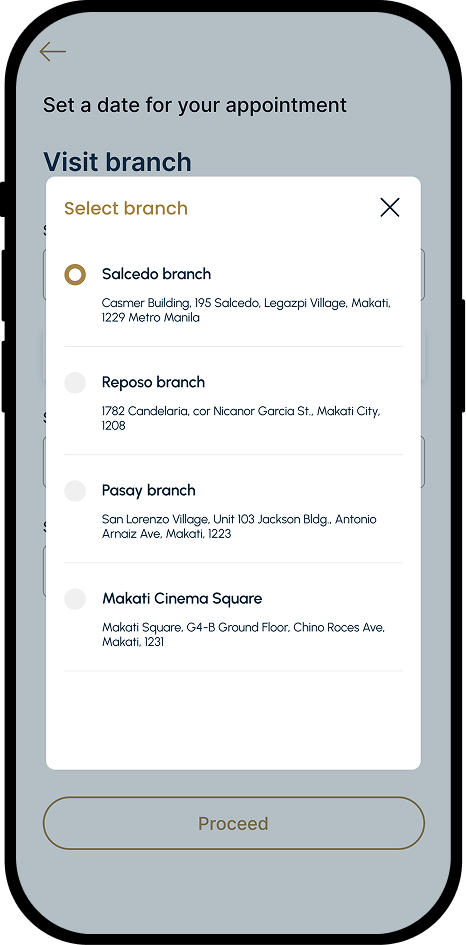 Set a date for your appointment
Visit branch
Select branch
Salcedo branch
Casmer Building, 195 Salcedo, Legazpi Village, Makati,
1229 Metro Manila
Reposo branch
1782 Candelaria, cor Nicanor Garcia St., Makati City,
1208
Pasay branch
San Lorenzo Village, Unit 103 Jackson Bldg., Antonio
Arnaiz Ave, Makati, 1223
Makati Cinema Square
Makati Square, G4-B Ground Floor, Chino Roces Ave,
Makati, 1231
Proceed